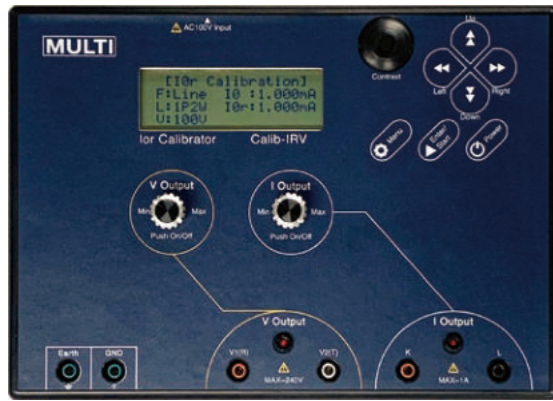 AC100V Input
MULTI
Contrast
Up
Left
Right
Down
[I0r Calibration]
F:Line I0 :1.000mA
L:1P2W I0r:1.000mA
V:100V
Ior Calibrator Calib-IRV
Menu
Enter/
Start
Power
V Output
Min Max
Push On/Off
I Output
Min Max
Push On/Off
Earth
GND
V Output
V1(R)
V2(T)
MAX~240V
I Output
K
L
MAX~1A